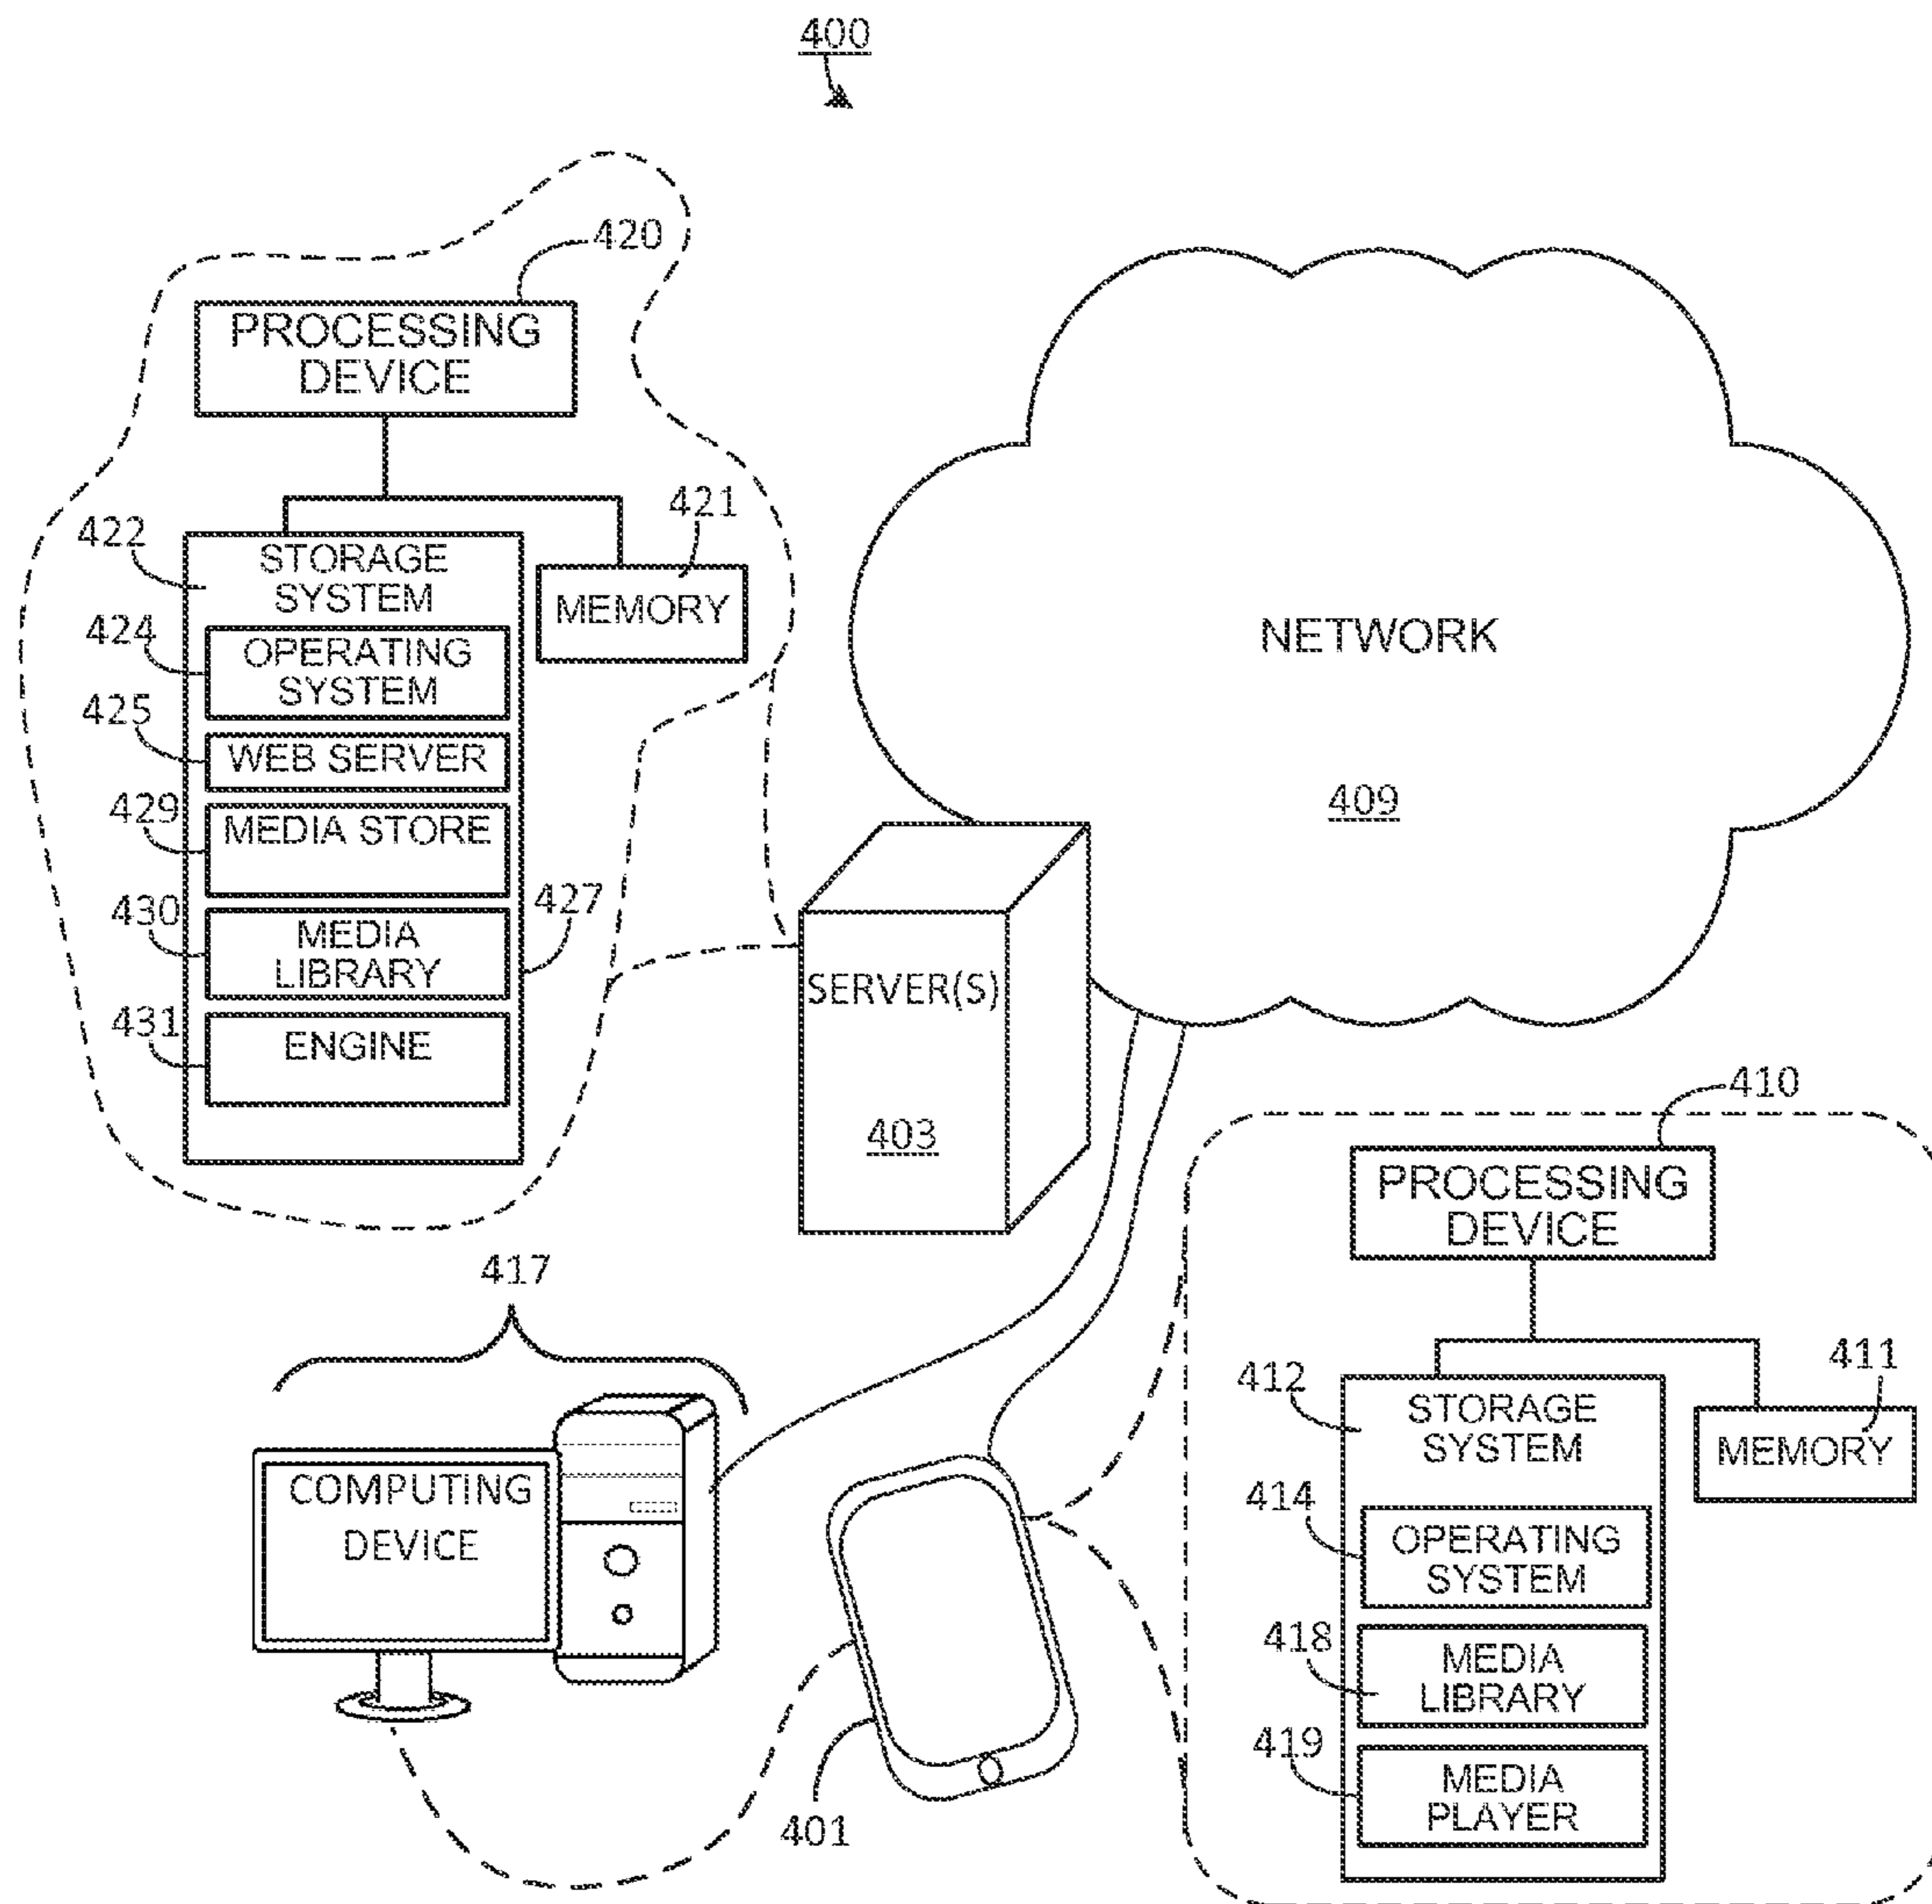 400
420
PROCESSING
DEVICE
421
422
STORAGE
SYSTEM
MEMORY
424
OPERATING
SYSTEM
425
WEB SERVER
429
MEDIA STORE
430
MEDIA
LIBRARY
427
431
ENGINE
NETWORK
409
SERVER(S)
403
410
PROCESSING
DEVICE
411
412
STORAGE
SYSTEM
MEMORY
414
OPERATING
SYSTEM
418
MEDIA
LIBRARY
419
MEDIA
PLAYER
417
COMPUTING
DEVICE
401